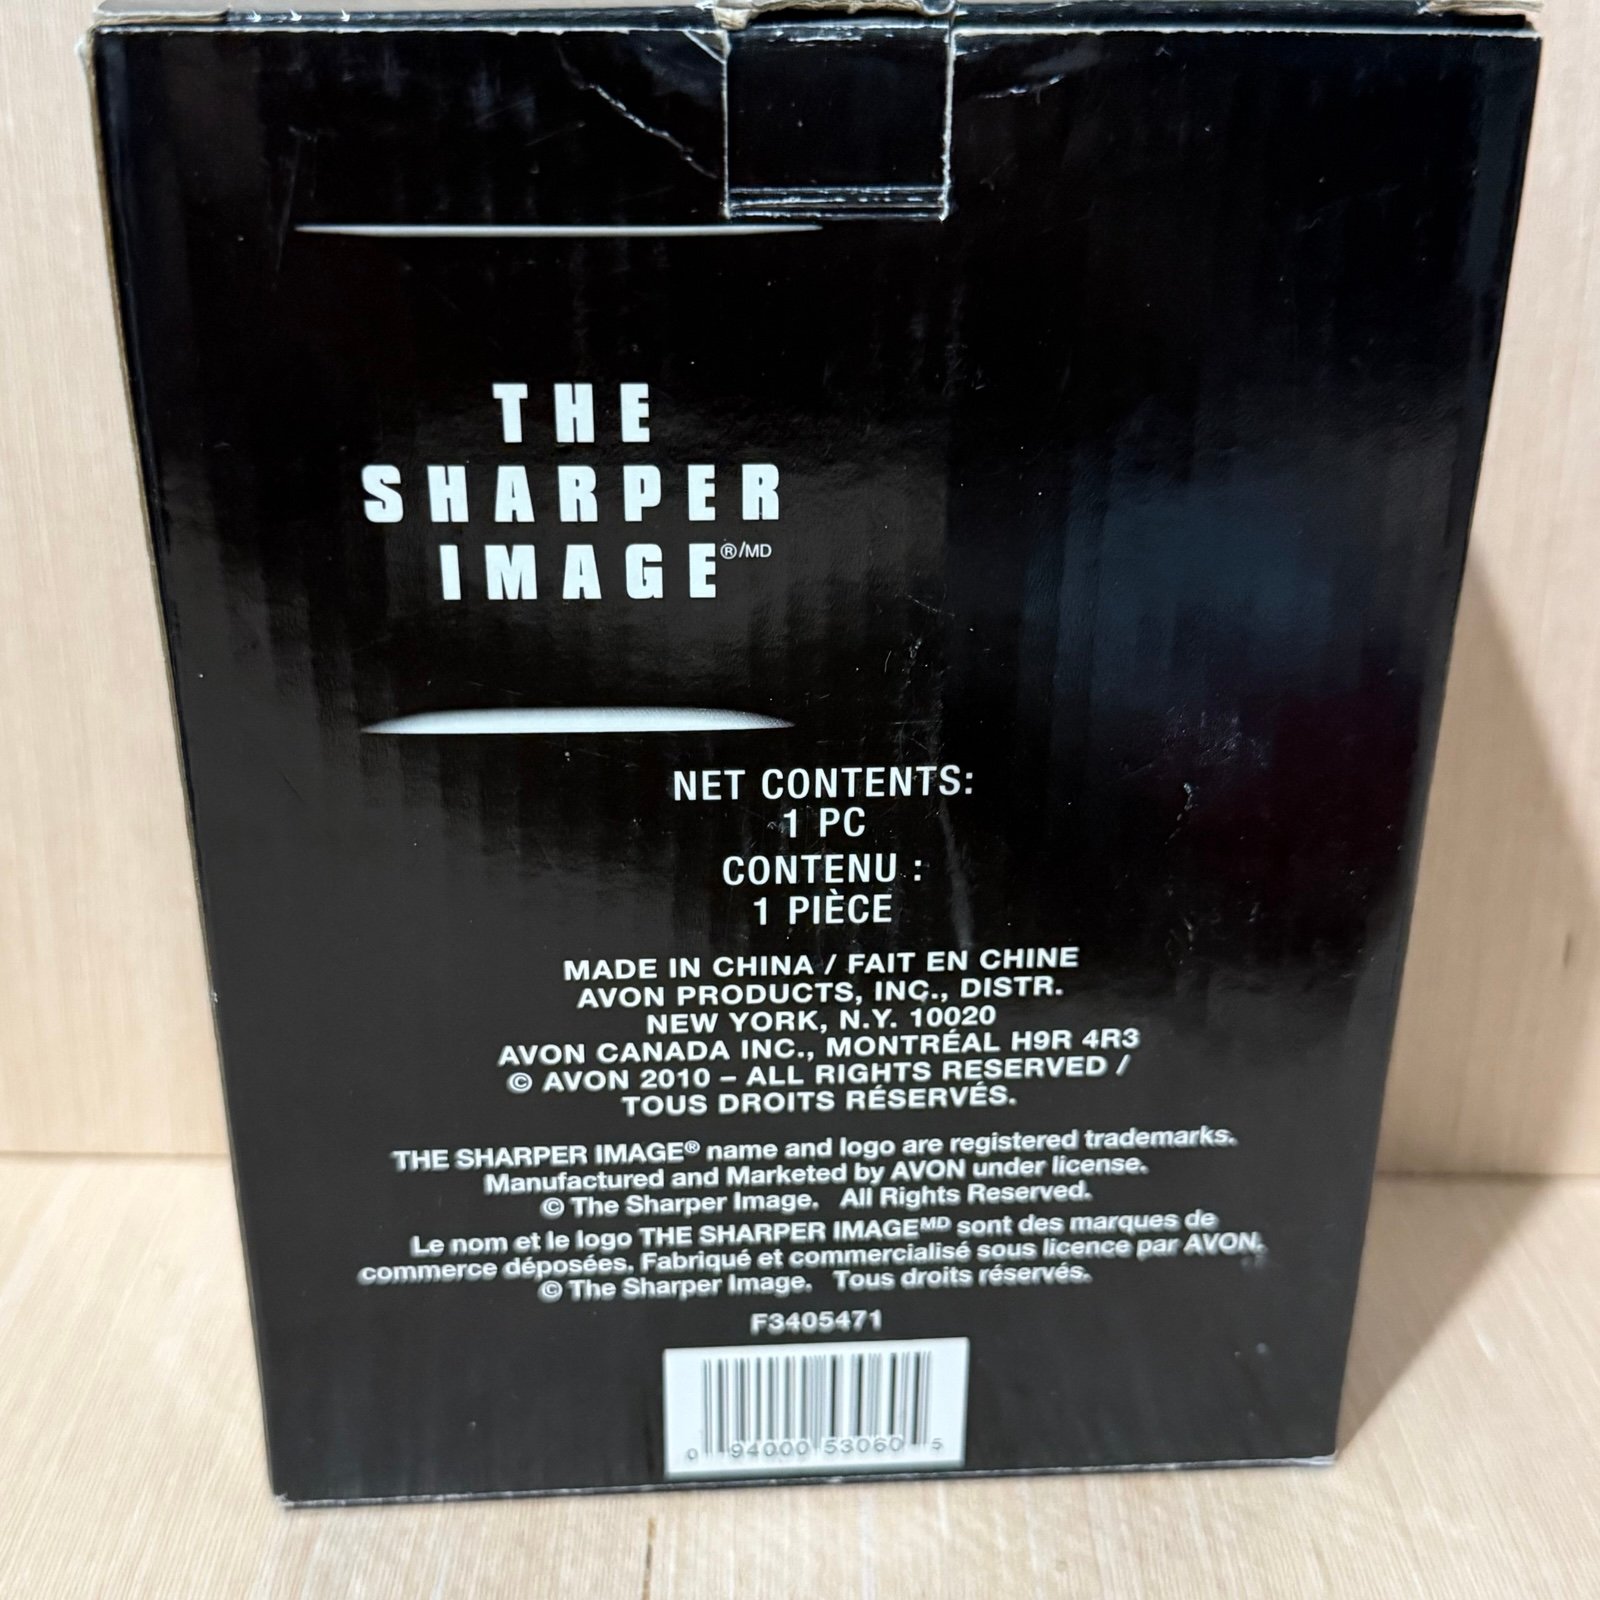 THE
SHARPER
IMAGE®/MD
NET CONTENTS:
1 PC
CONTENU :
1 PIÈCE
MADE IN CHINA / FAIT EN CHINE
AVON PRODUCTS, INC., DISTR.
NEW YORK, N.Y. 10020
AVON CANADA INC., MONTRÉAL H9R 4R3
© AVON 2010 – ALL RIGHTS RESERVED /
TOUS DROITS RÉSERVÉS.
THE SHARPER IMAGE® name and logo are registered trademarks.
Manufactured and Marketed by AVON under license.
© The Sharper Image. All Rights Reserved.
Le nom et le logo THE SHARPER IMAGEMD sont des marques de
commerce déposées. Fabriqué et commercialisé sous licence par AVON.
© The Sharper Image. Tous droits réservés.
F3405471
0 94000 53060 5